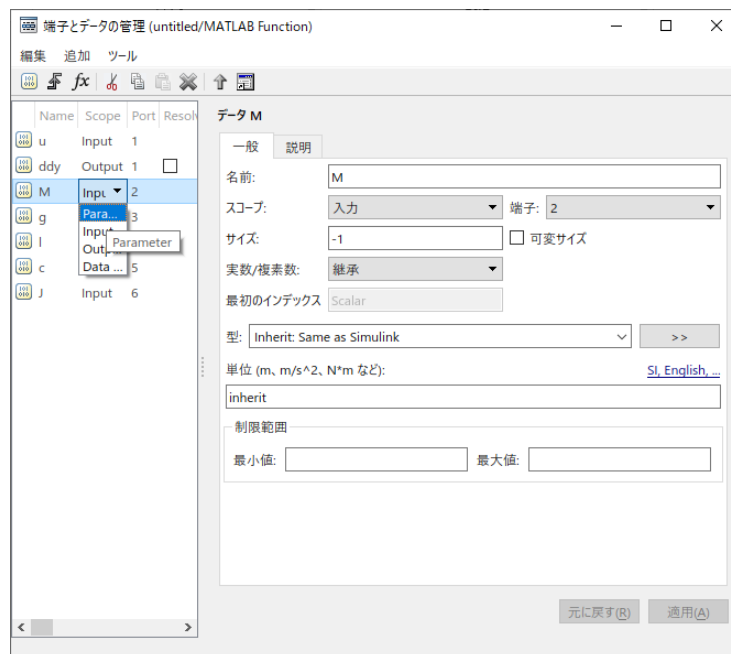 端子とデータの管理 (untitled/MATLAB Function)
編集 追加 ツール
fx
Name Scope Port Resolv
u Input 1
ddy Output 1
M Inpu 2
g 3
l
c 5
J Input 6
Para...
Input
Outp...
Data ...
Parameter
データ M
一般 説明
名前: M
スコープ: 入力 端子: 2
サイズ: -1 可変サイズ
実数/複素数: 継承
最初のインデックス Scalar
型: Inherit: Same as Simulink >>
単位 (m、m/s^2、N*m など): SI, English, ...
inherit
制限範囲
最小値: 最大値:
元に戻す(R) 適用(A)